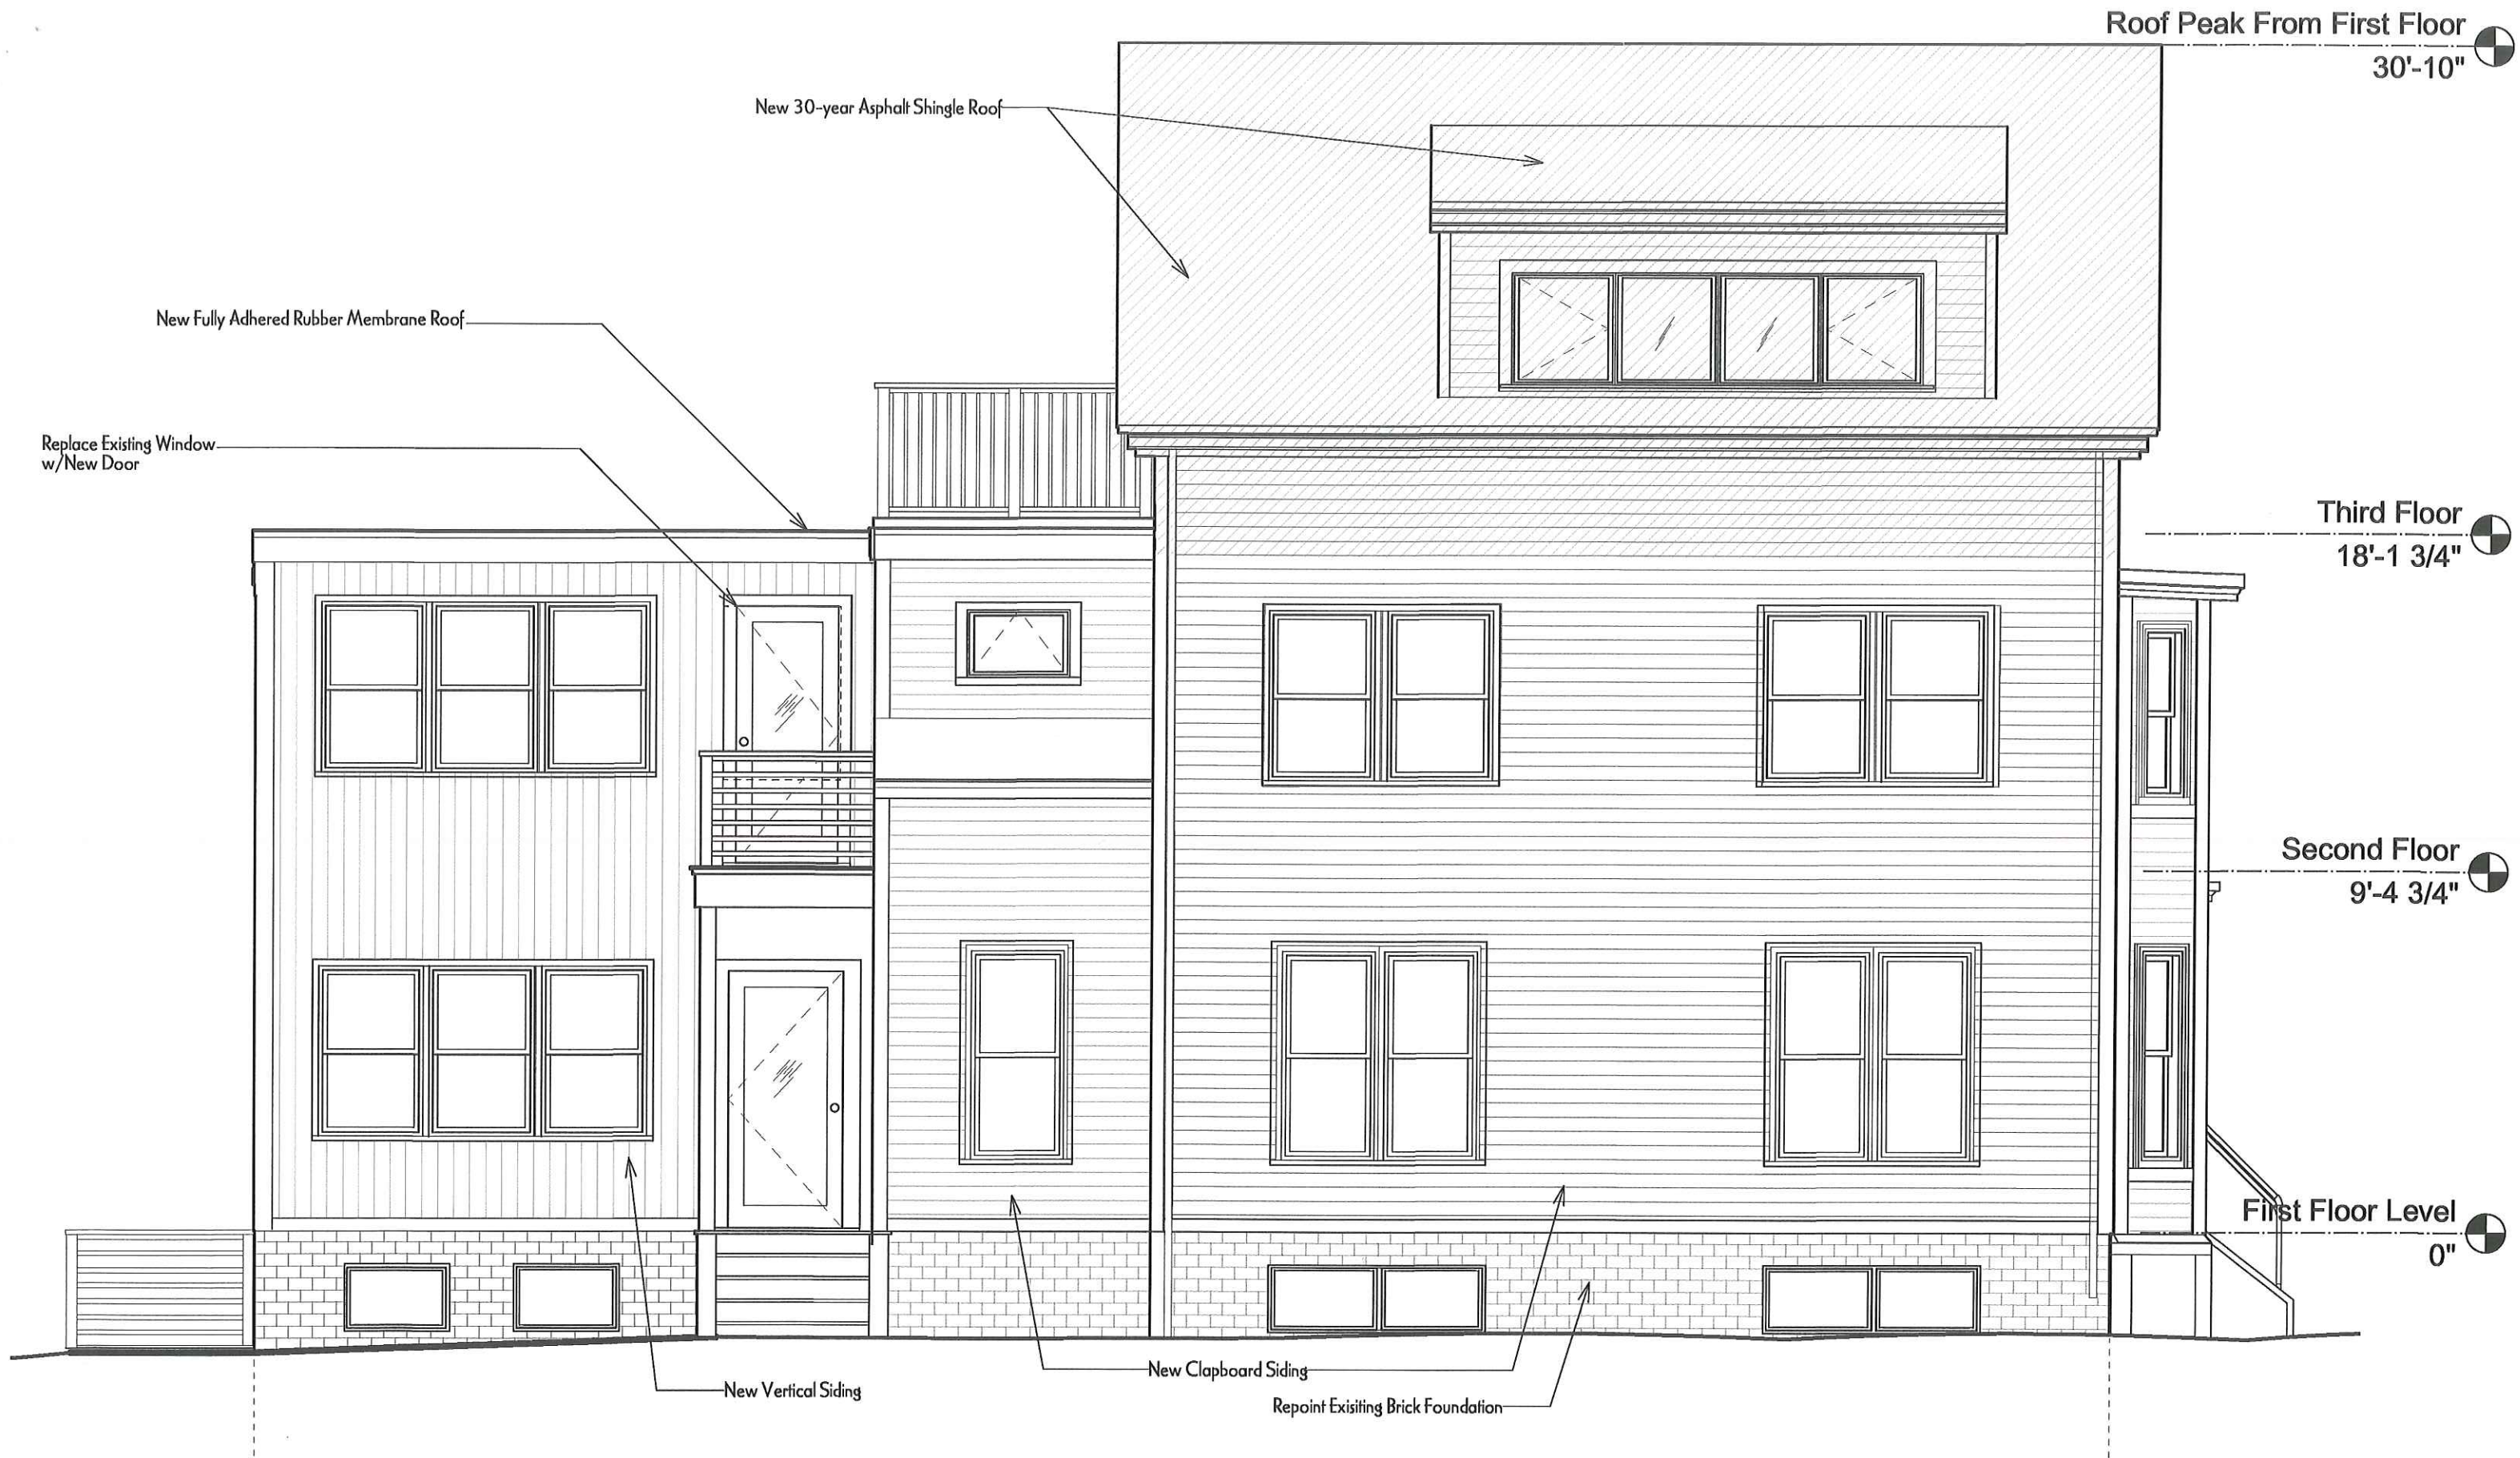 Roof Peak From First Floor
30'-10"
New 30-year Asphalt Shingle Roof
New Fully Adhered Rubber Membrane Roof
Replace Existing Window
w/New Door
Third Floor
18'-1 3/4"
Second Floor
9'-4 3/4"
First Floor Level
0"
New Clapboard Siding
New Vertical Siding
Repoint Exisiting Brick Foundation